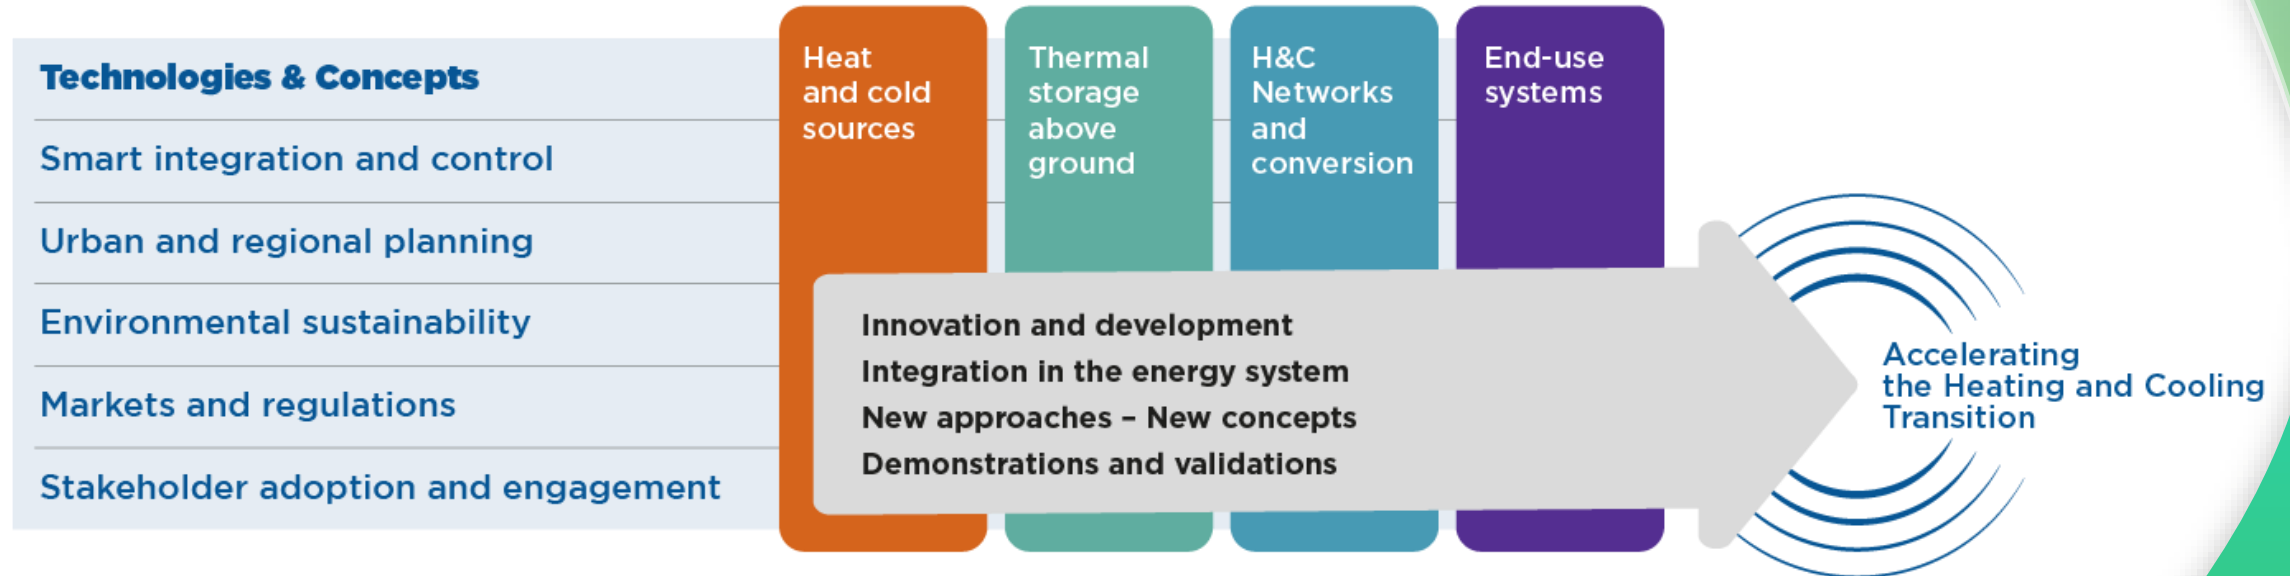 Technologies & Concepts
Smart integration and control
Urban and regional planning
Environmental sustainability
Markets and regulations
Stakeholder adoption and engagement
Heat
and cold
sources
Thermal
storage
above
ground
H&C
Networks
and
conversion
End-use
systems
Innovation and development
Integration in the energy system
New approaches – New concepts
Demonstrations and validations
Accelerating
the Heating and Cooling
Transition